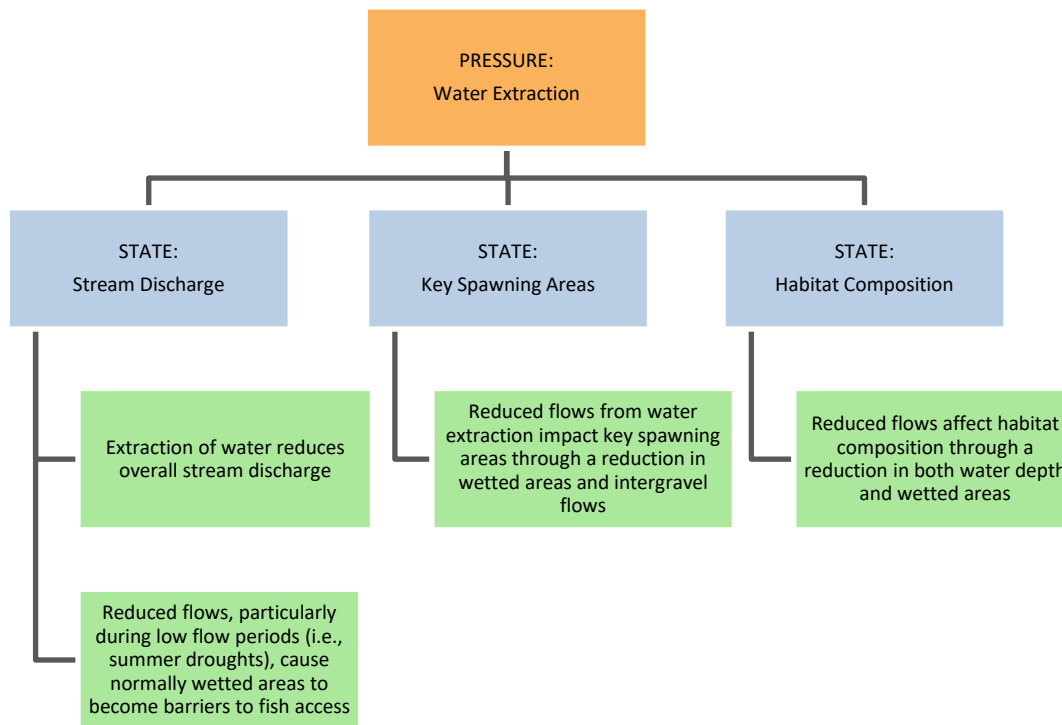 PRESSURE:
Water Extraction
STATE:
Stream Discharge
STATE:
Key Spawning Areas
STATE:
Habitat Composition
Extraction of water reduces
overall stream discharge
Reduced flows, particularly
during low flow periods (i.e.,
summer droughts), cause
normally wetted areas to
become barriers to fish access
Reduced flows from water
extraction impact key spawning
areas through a reduction in
wetted areas and intergravel
flows
Reduced flows affect habitat
composition through a
reduction in both water depth
and wetted areas